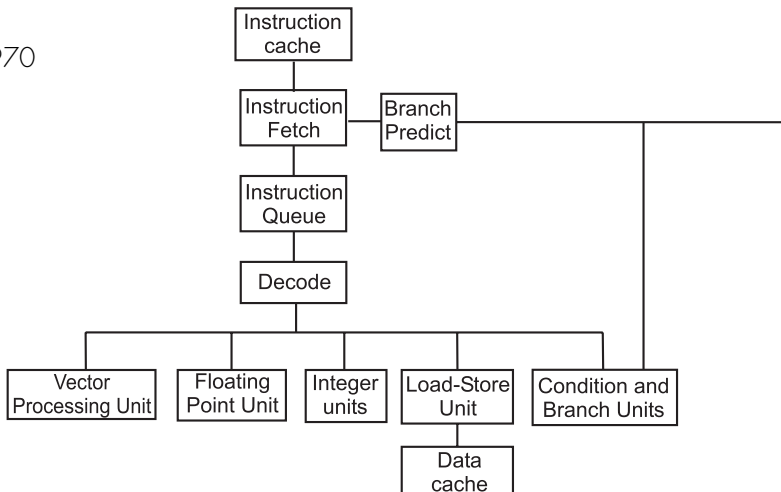 970
Instruction
cache
Instruction
Fetch
Branch
Predict
Instruction
Queue
Decode
Vector
Processing Unit
Floating
Point Unit
Integer
units
Load-Store
Unit
Condition and
Branch Units
Data
cache